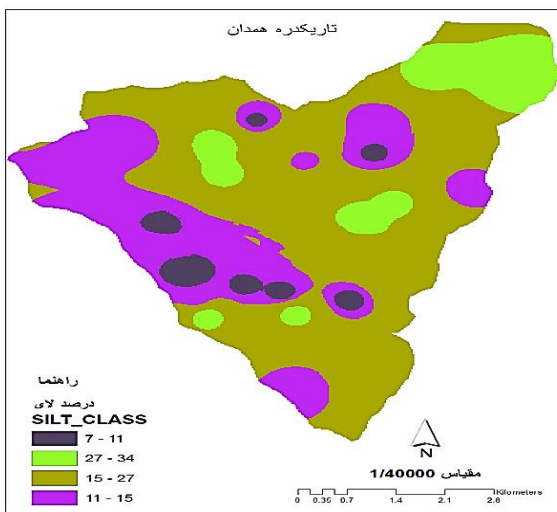 تاریکدره همدان
راهنما
درصد لای
SILT_CLASS
7 - 11
27 - 34
15 - 27
11 - 15
N
مقیاس 1/40000
Kilometers
0 0.35 0.7 1.4 2.1 2.8